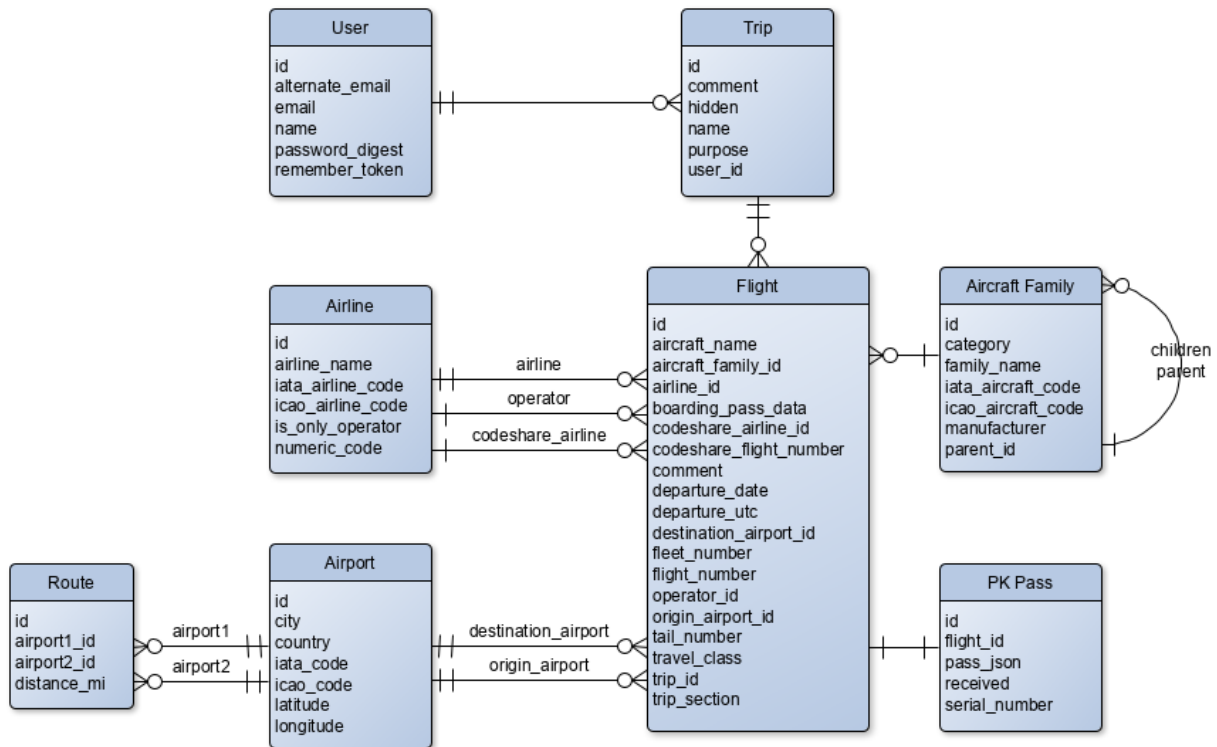 User
id
alternate_email
email
name
password_digest
remember_token
Trip
id
comment
hidden
name
purpose
user_id
Airline
id
airline_name
iata_airline_code
icao_airline_code
is_only_operator
numeric_code
airline
operator
codeshare_airline
Flight
id
aircraft_name
aircraft_family_id
airline_id
boarding_pass_data
codeshare_airline_id
codeshare_flight_number
comment
departure_date
departure_utc
destination_airport_id
fleet_number
flight_number
operator_id
origin_airport_id
tail_number
travel_class
trip_id
trip_section
Aircraft Family
id
category
family_name
iata_aircraft_code
icao_aircraft_code
manufacturer
parent_id
children
parent
Route
id
airport1_id
airport2_id
distance_mi
airport1
airport2
Airport
id
city
country
iata_code
icao_code
latitude
longitude
destination_airport
origin_airport
PK Pass
id
flight_id
pass_json
received
serial_number